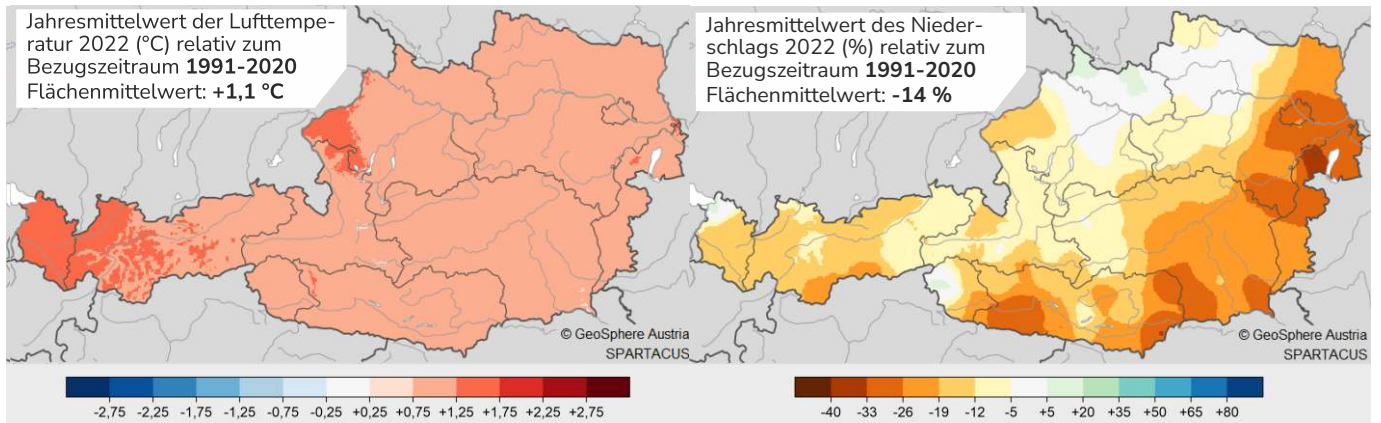 Jahresmittelwert der Lufttempe-
ratur 2022 (°C) relativ zum
Bezugszeitraum 1991-2020
Flächenmittelwert: +1,1 °C
© GeoSphere Austria
SPARTACUS
-2,75 -2,25 -1,75 -1,25 -0,75 -0,25 +0,25 +0,75 +1,25 +1,75 +2,25 +2,75
Jahresmittelwert des Nieder-
schlags 2022 (%) relativ zum
Bezugszeitraum 1991-2020
Flächenmittelwert: -14 %
© GeoSphere Austria
SPARTACUS
-40 -33 -26 -19 -12 -5 +5 +20 +35 +50 +65 +80